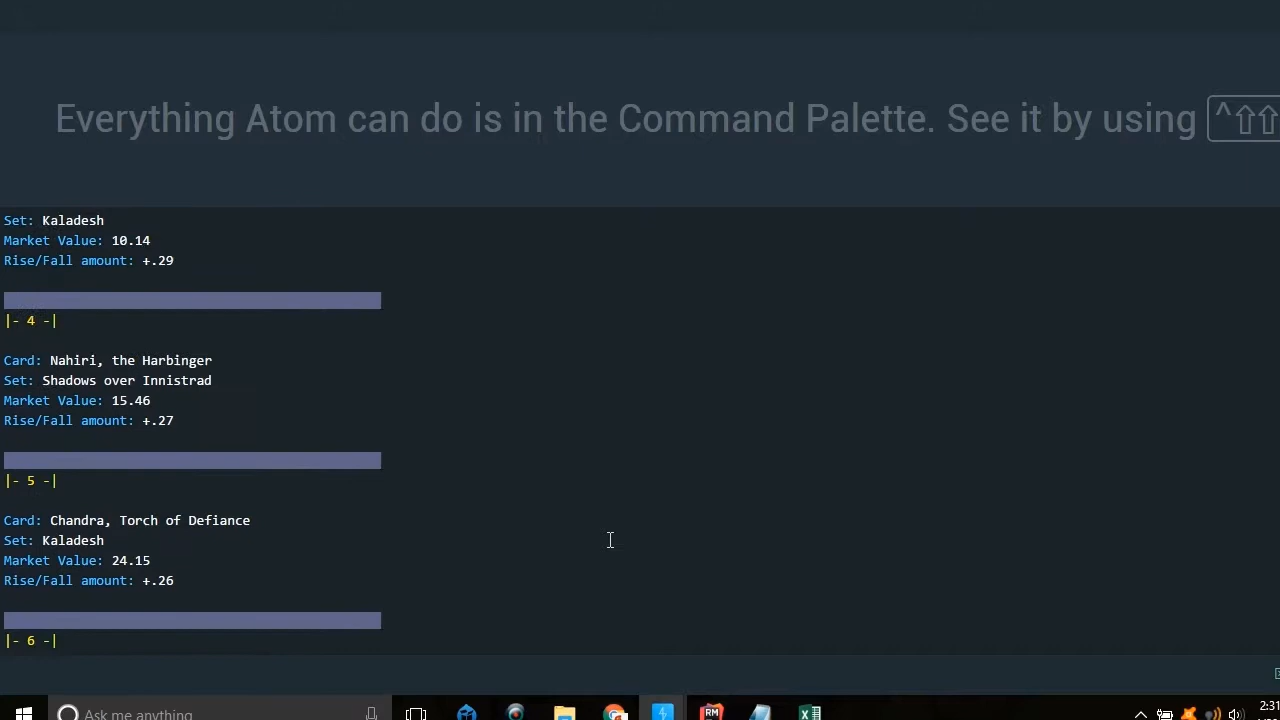 Everything Atom can do is in the Command Palette. See it by using ^⇧⇧
Set: Kaladesh
Market Value: 10.14
Rise/Fall amount: +.29
|- 4 -|
Card: Nahiri, the Harbinger
Set: Shadows over Innistrad
Market Value: 15.46
Rise/Fall amount: +.27
|- 5 -|
Card: Chandra, Torch of Defiance
Set: Kaladesh
Market Value: 24.15
Rise/Fall amount: +.26
|- 6 -|
Ask me anything
RM
2:31